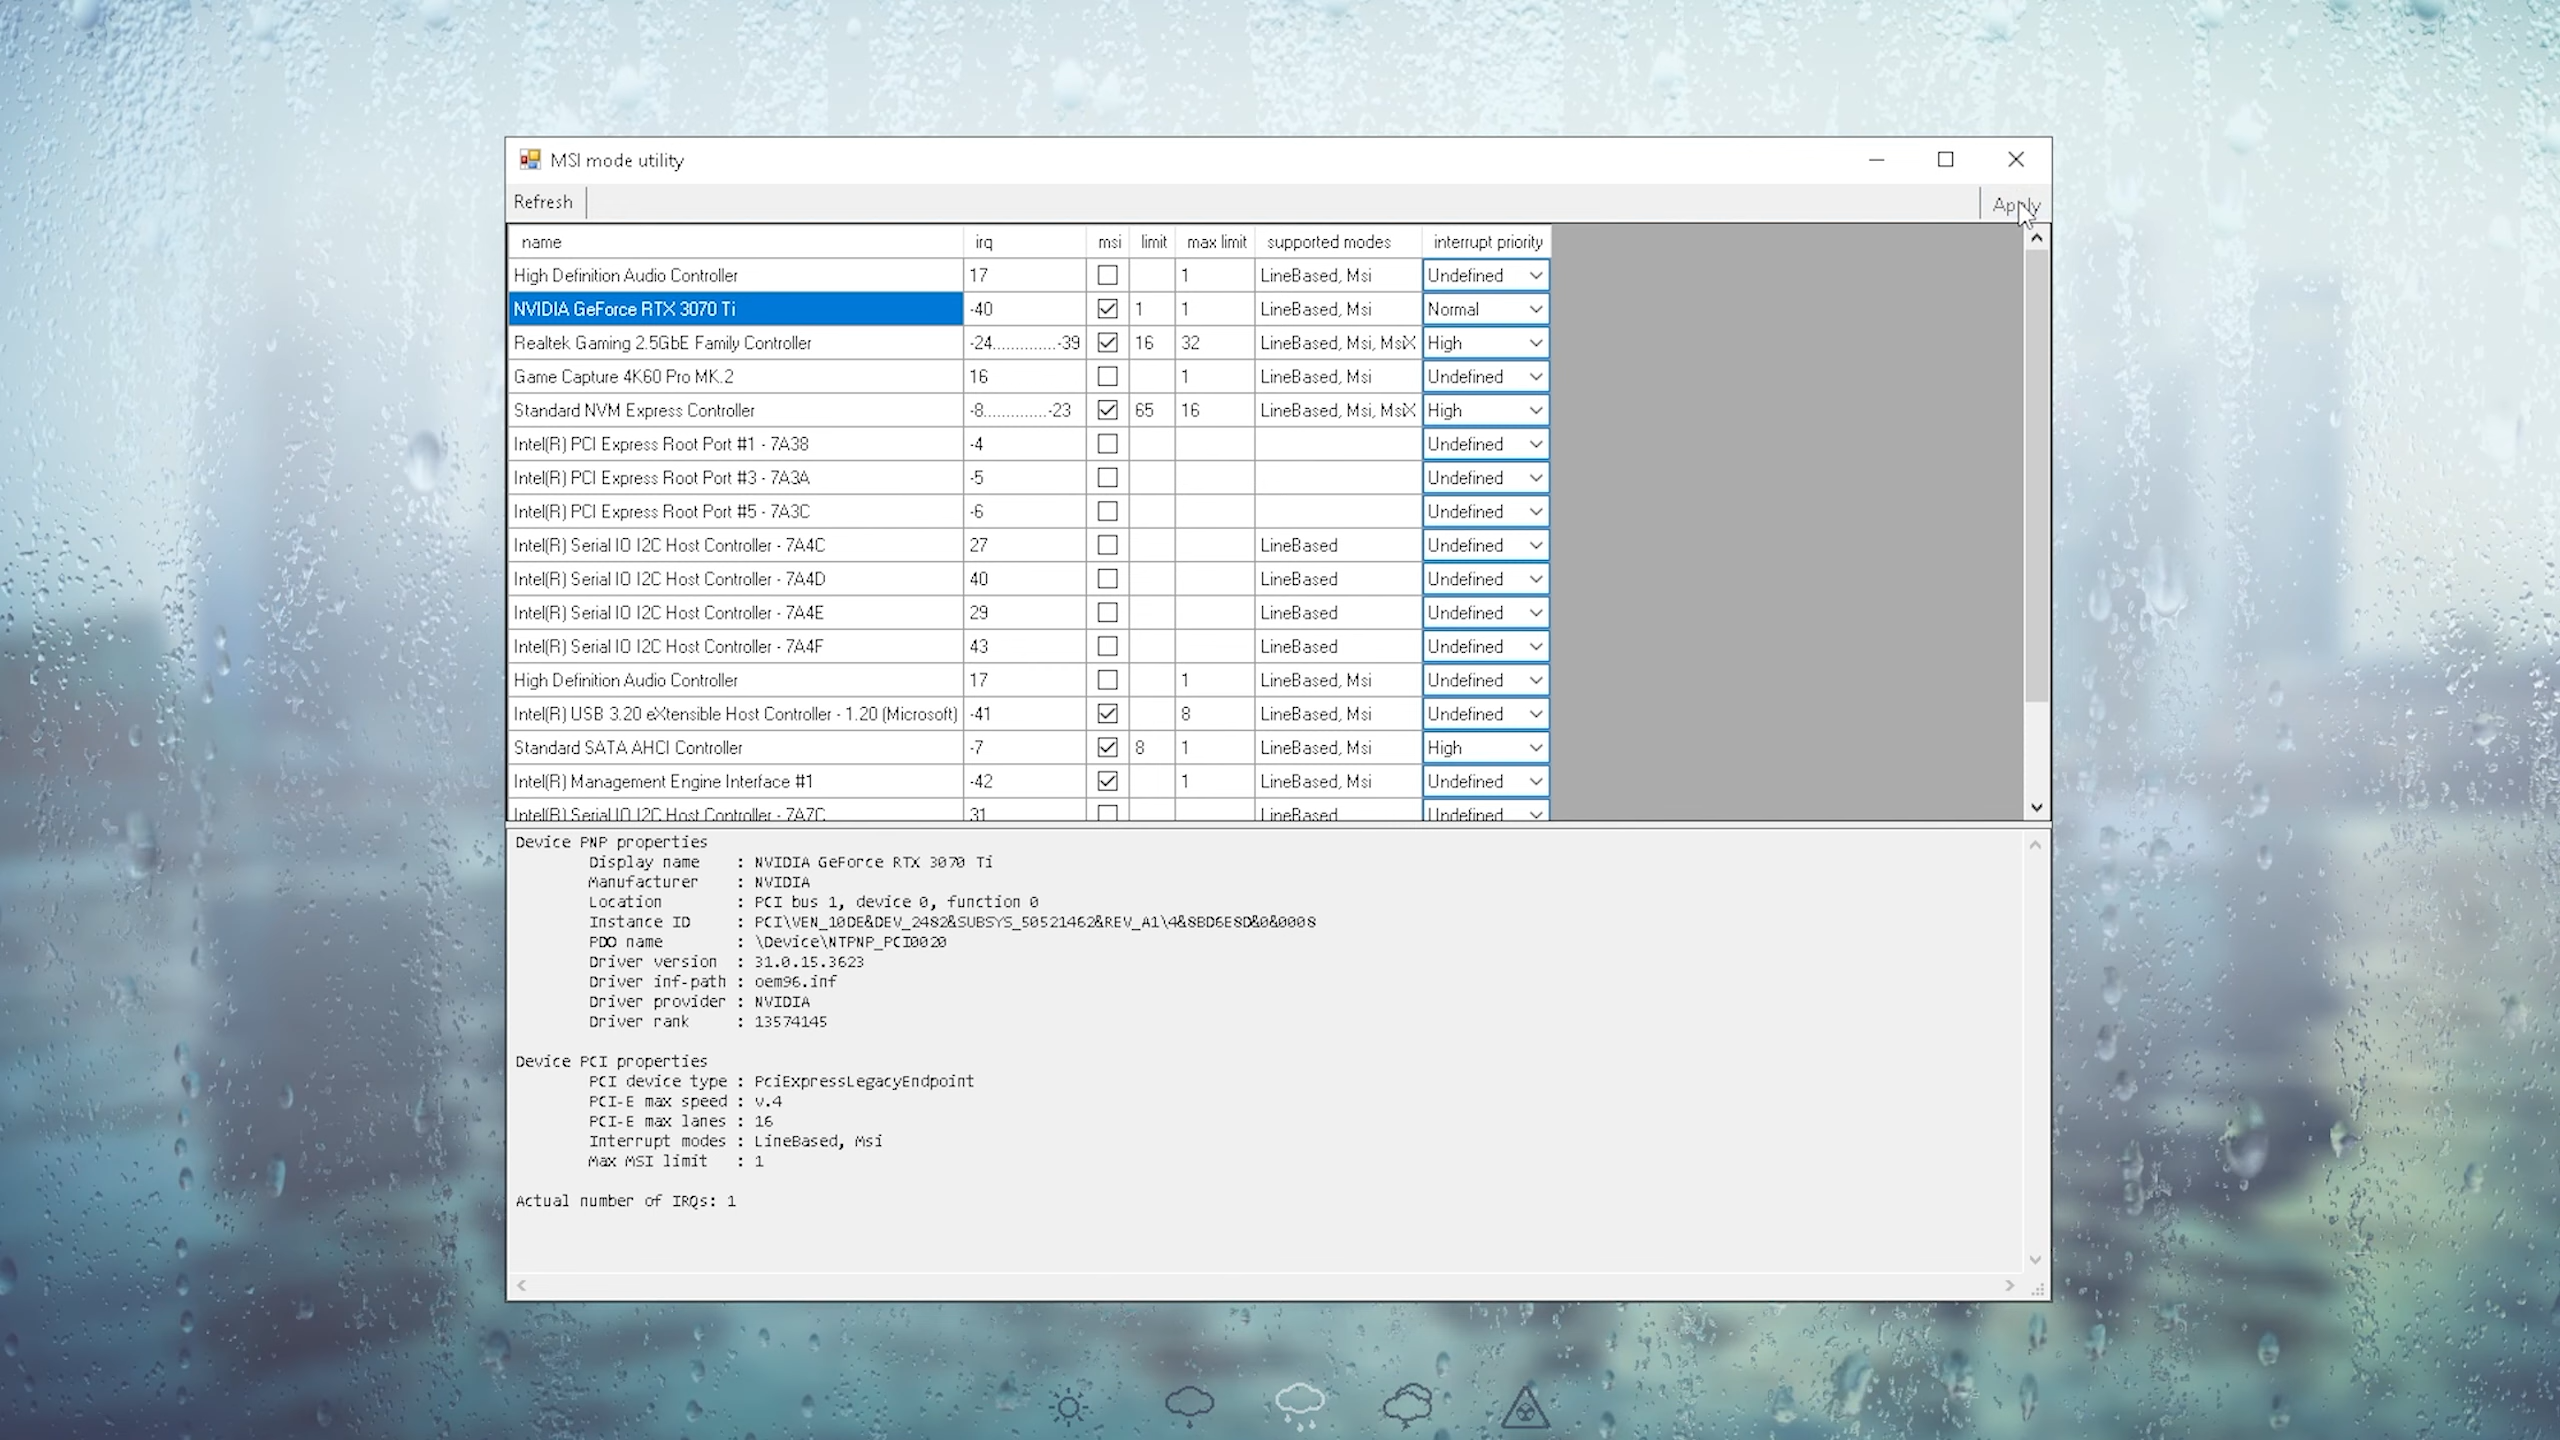 MSI mode utility
Refresh Apply
name irq msi limit max limit supported modes interrupt priority
High Definition Audio Controller 17 1 LineBased, Msi Undefined
NVIDIA GeForce RTX 3070 Ti -40 1 1 LineBased, Msi Normal
Realtek Gaming 2.5GbE Family Controller -24..............-39 16 32 LineBased, Msi, MsiX High
Game Capture 4K60 Pro MK.2 16 1 LineBased, Msi Undefined
Standard NVM Express Controller -8..............-23 65 16 LineBased, Msi, MsiX High
Intel(R) PCI Express Root Port #1 - 7A38 -4 Undefined
Intel(R) PCI Express Root Port #3 - 7A3A -5 Undefined
Intel(R) PCI Express Root Port #5 - 7A3C -6 Undefined
Intel(R) Serial IO I2C Host Controller - 7A4C 27 LineBased Undefined
Intel(R) Serial IO I2C Host Controller - 7A4D 40 LineBased Undefined
Intel(R) Serial IO I2C Host Controller - 7A4E 29 LineBased Undefined
Intel(R) Serial IO I2C Host Controller - 7A4F 43 LineBased Undefined
High Definition Audio Controller 17 1 LineBased, Msi Undefined
Intel(R) USB 3.20 eXtensible Host Controller - 1.20 (Microsoft) -41 8 LineBased, Msi Undefined
Standard SATA AHCI Controller -7 8 1 LineBased, Msi High
Intel(R) Management Engine Interface #1 -42 1 LineBased, Msi Undefined
Intel(R) Serial IO I2C Host Controller - 7A7C 31 LineBased Undefined
Device PNP properties
Display name : NVIDIA GeForce RTX 3070 Ti
Manufacturer : NVIDIA
Location : PCI bus 1, device 0, function 0
Instance ID : PCI\VEN_10DE&DEV_2482&SUBSYS_50521462&REV_A1\4&8BD6E8D&0&0008
PDO name : \Device\NTPNP_PCI0020
Driver version : 31.0.15.3623
Driver inf-path : oem96.inf
Driver provider : NVIDIA
Driver rank : 13574145
Device PCI properties
PCI device type : PciExpressLegacyEndpoint
PCI-E max speed : v.4
PCI-E max lanes : 16
Interrupt modes : LineBased, Msi
Max MSI limit : 1
Actual number of IRQs: 1